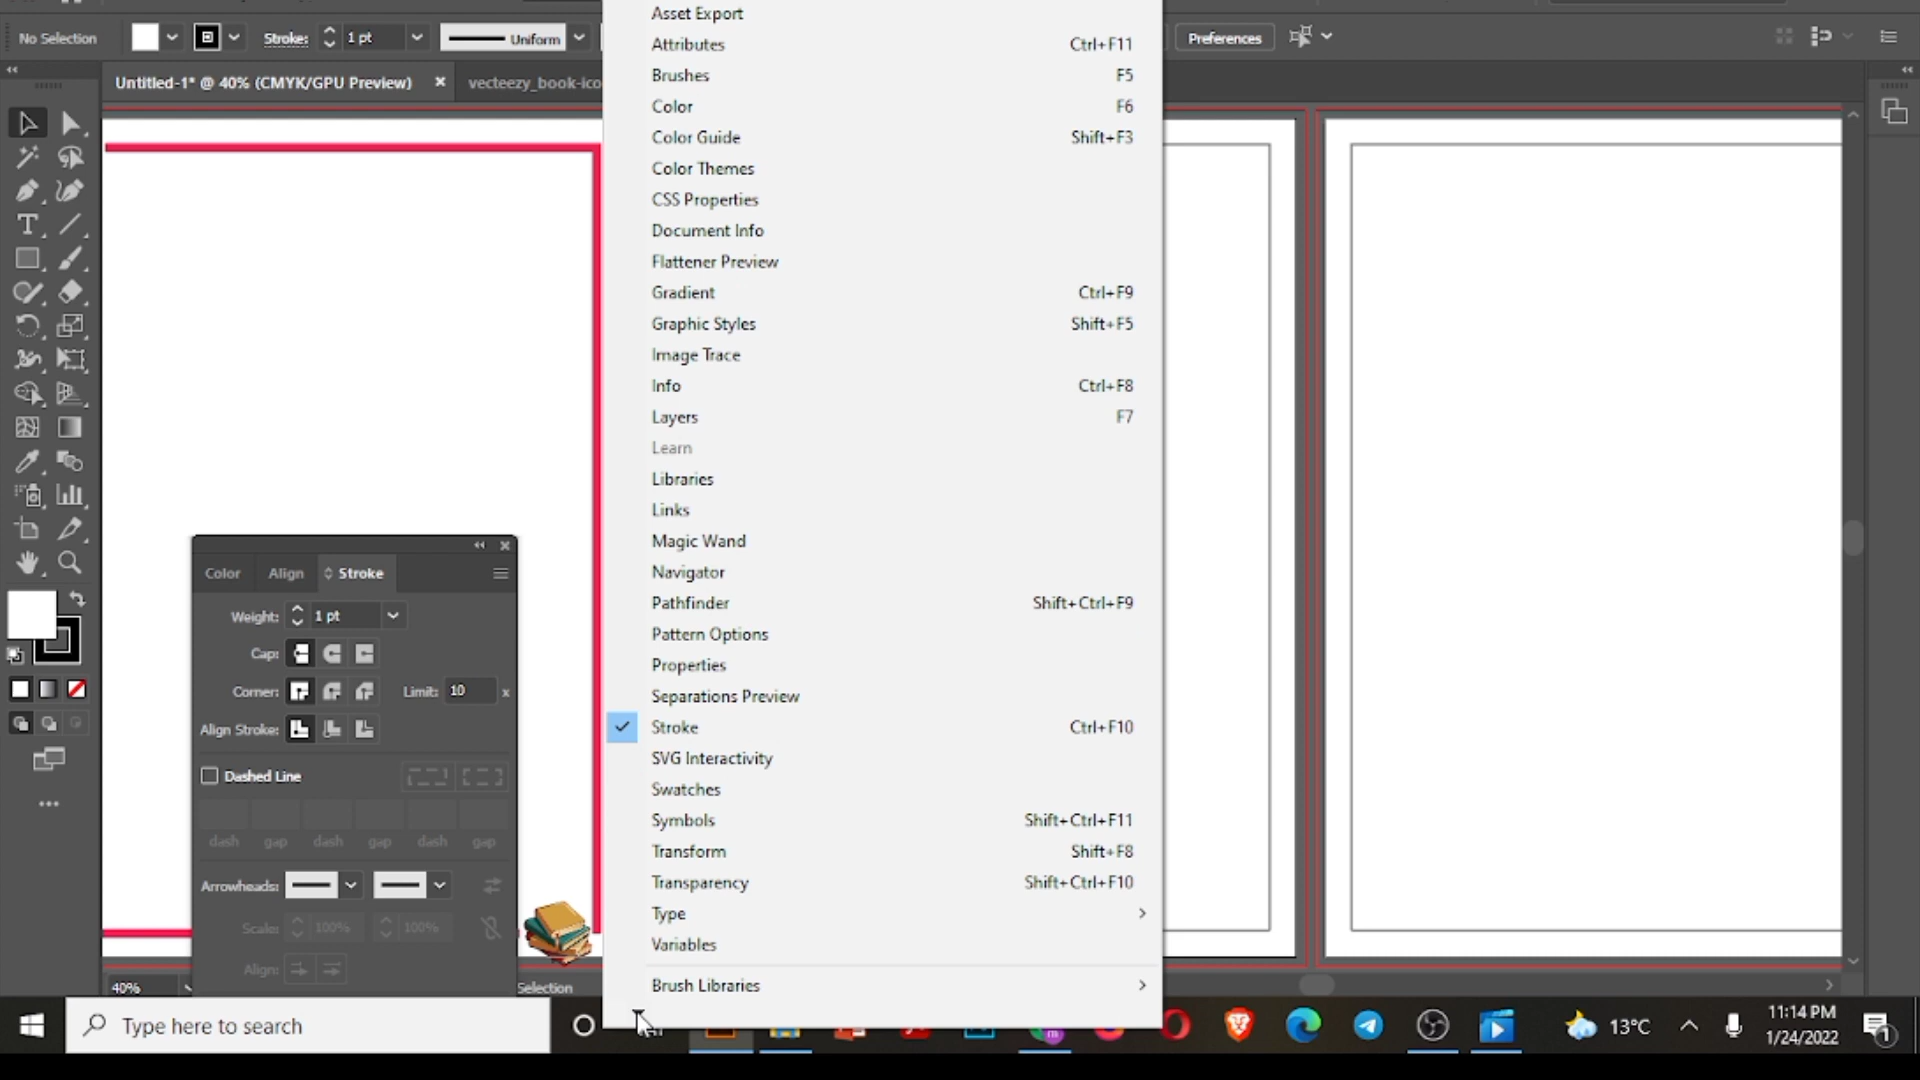 No Selection
Stroke:
1 pt
Uniform
Preferences
Untitled-1* @ 40% (CMYK/GPU Preview)
vecteezy_book-ico
Asset Export
Attributes Ctrl+F11
Brushes F5
Color F6
Color Guide Shift+F3
Color Themes
CSS Properties
Document Info
Flattener Preview
Gradient Ctrl+F9
Graphic Styles Shift+F5
Image Trace
Info Ctrl+F8
Layers F7
Learn
Libraries
Links
Magic Wand
Navigator
Pathfinder Shift+Ctrl+F9
Pattern Options
Properties
Separations Preview
Stroke Ctrl+F10
SVG Interactivity
Swatches
Symbols Shift+Ctrl+F11
Transform Shift+F8
Transparency Shift+Ctrl+F10
Type
Variables
Brush Libraries
Color Align Stroke
Weight: 1 pt
Cap:
Corner: Limit: 10 x
Align Stroke:
Dashed Line
dash gap dash gap dash gap
Arrowheads:
Scale: 100% 100%
Align:
40%
Selection
Type here to search
13°C
11:14 PM
1/24/2022
1